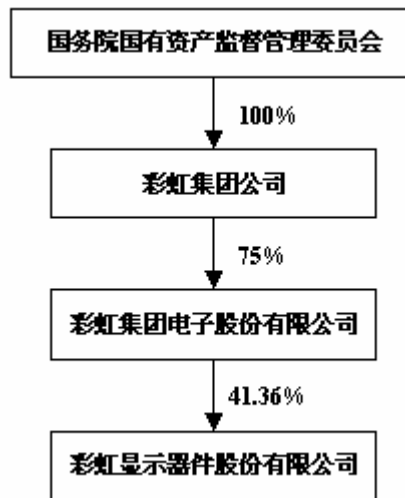 国务院国有资产监督管理委员会
100%
彩虹集团公司
75%
彩虹集团电子股份有限公司
41.36%
彩虹显示器件股份有限公司